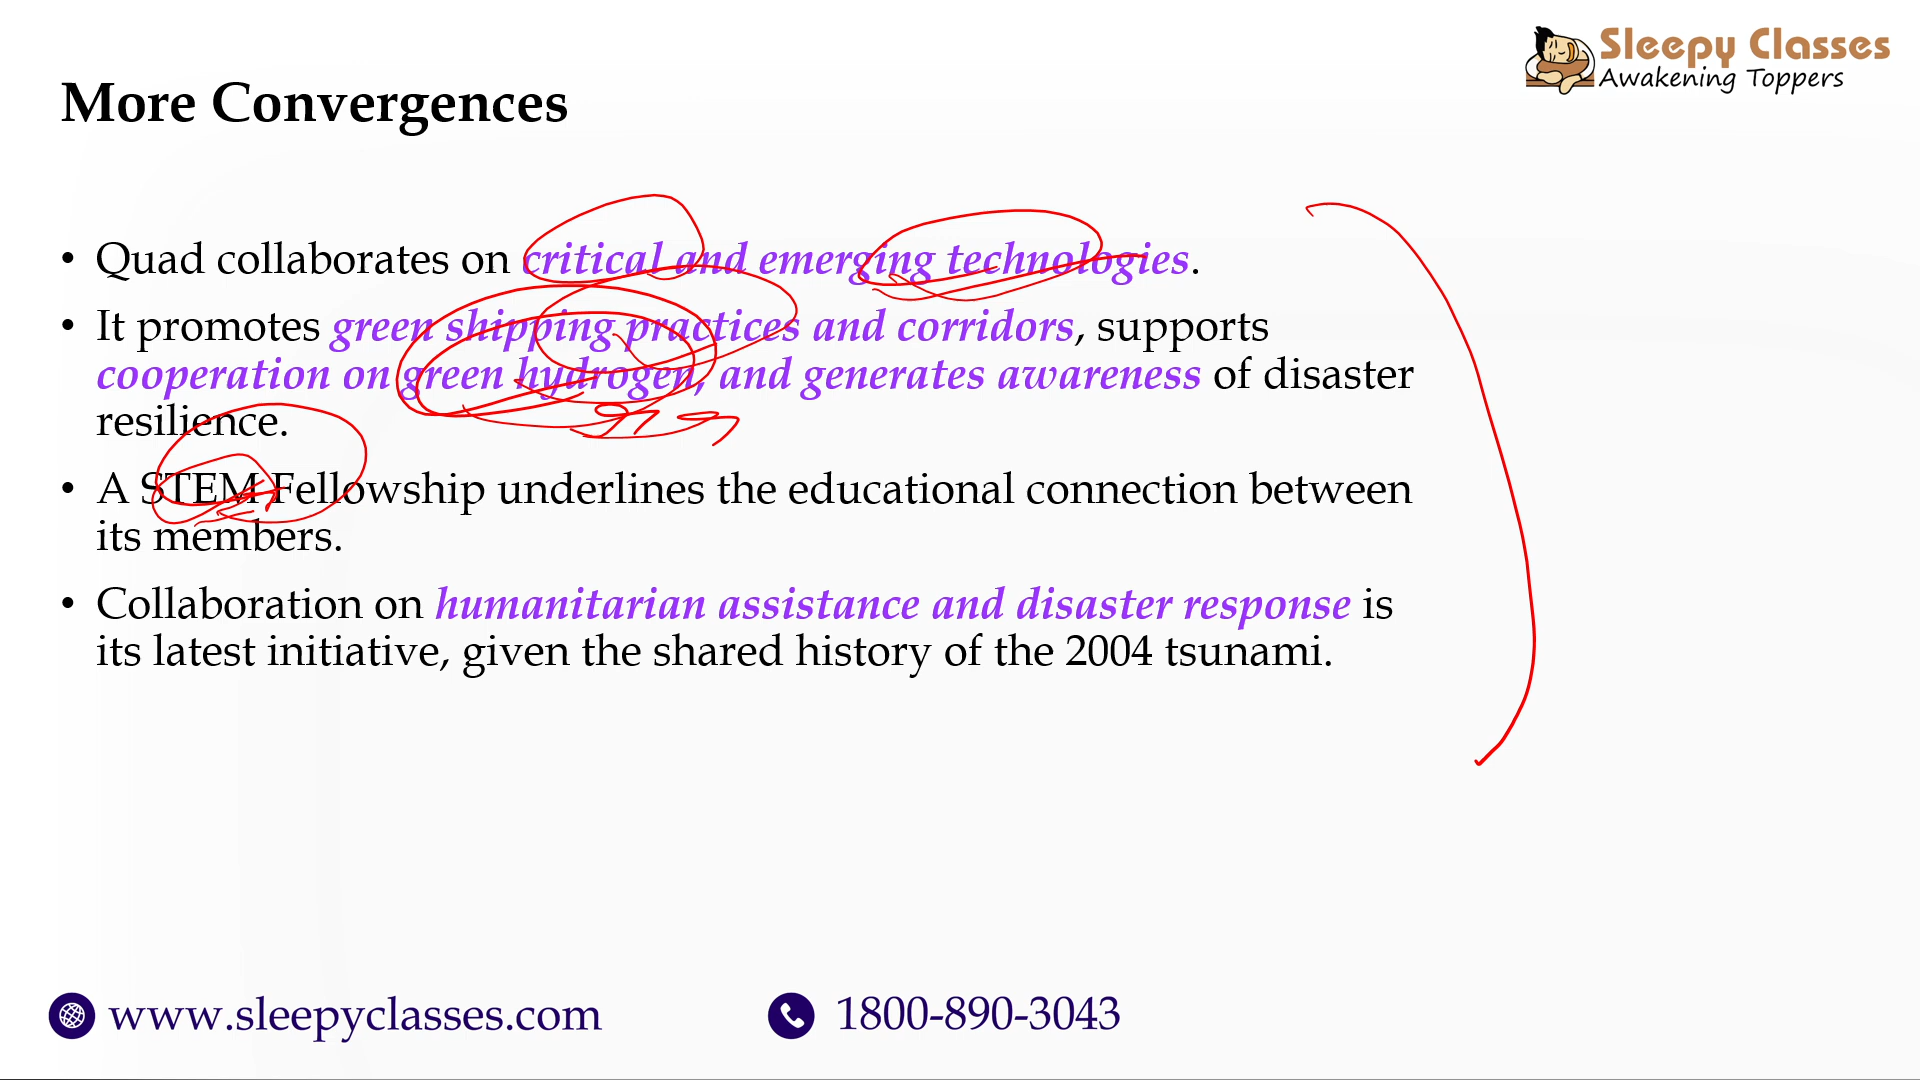 Sleepy Classes
Awakening Toppers
More Convergences
• Quad collaborates on critical and emerging technologies.
• It promotes green shipping practices and corridors, supports
cooperation on green hydrogen, and generates awareness of disaster
resilience.
• A STEM Fellowship underlines the educational connection between
its members.
• Collaboration on humanitarian assistance and disaster response is
its latest initiative, given the shared history of the 2004 tsunami.
www.sleepyclasses.com
1800-890-3043